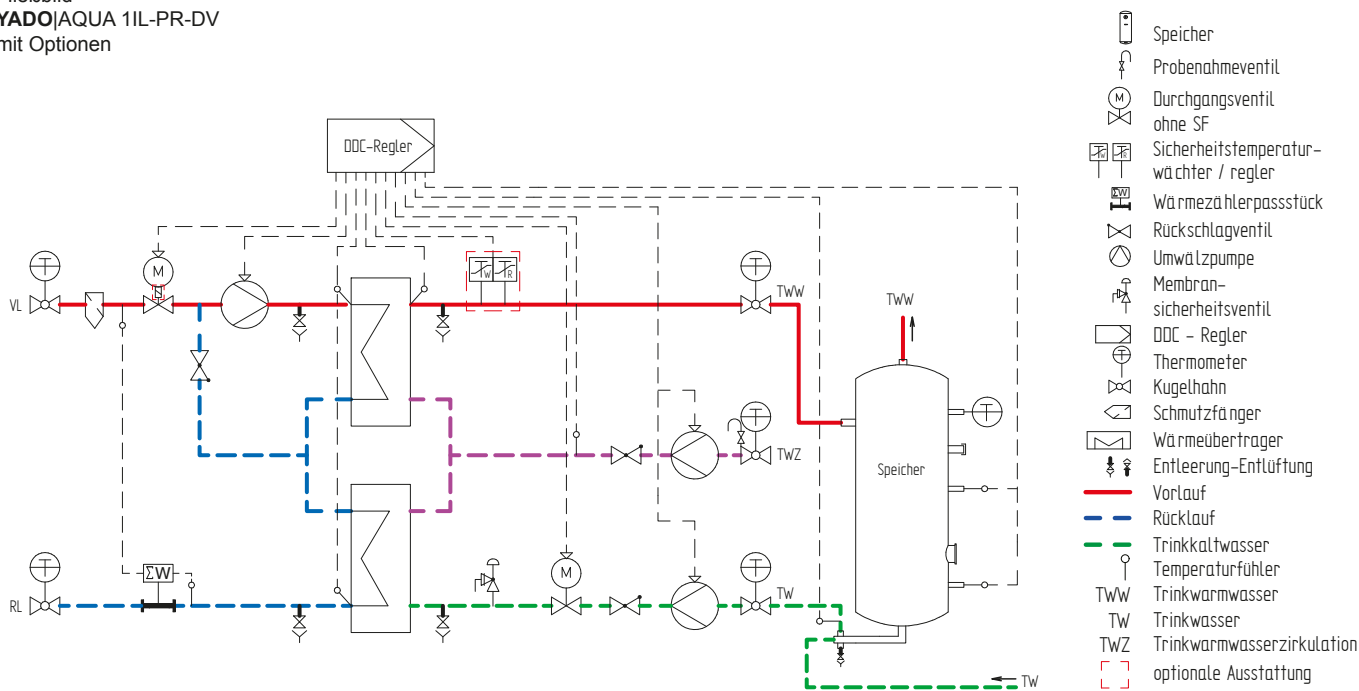 YADO|AQUA 1IL-PR-DV
mit Optionen
DDC-Regler
T
M
VL
W
R
T
TWW
TWW
T
T
TWZ
Speicher
T
ΣW
M
T
RL
TW
TW
Speicher
Probenahmeventil
M
Durchgangsventil
ohne SF
W
R
Sicherheitstemperatur-
wächter / regler
ΣW
Wärmezählerpassstück
Rückschlagventil
Umwälzpumpe
Membran-
sicherheitsventil
DDC - Regler
T
Thermometer
Kugelhahn
Schmutzfänger
Wärmeübertrager
Entleerung-Entlüftung
Vorlauf
Rücklauf
Trinkkaltwasser
Temperaturfühler
TWW Trinkwarmwasser
TW Trinkwasser
TWZ Trinkwarmwasserzirkulation
optionale Ausstattung